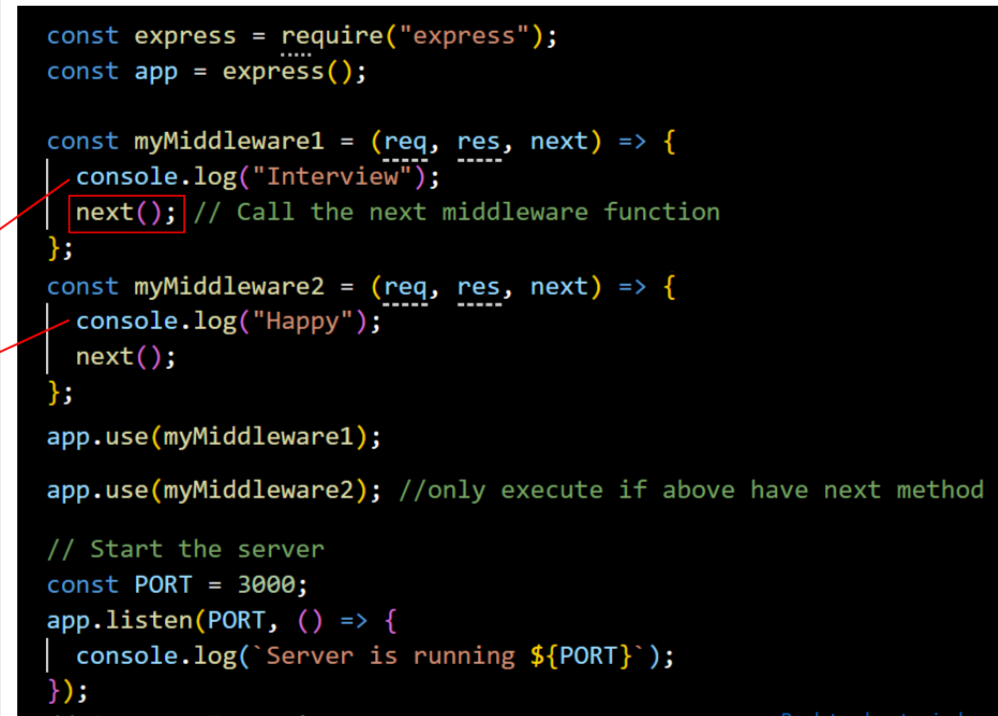 const express = require("express");
const app = express();
const myMiddleware1 = (req, res, next) => {
console.log("Interview");
next(); // Call the next middleware function
};
const myMiddleware2 = (req, res, next) => {
console.log("Happy");
next();
};
app.use(myMiddleware1);
app.use(myMiddleware2); //only execute if above have next method
// Start the server
const PORT = 3000;
app.listen(PORT, () => {
console.log(`Server is running ${PORT}`);
});